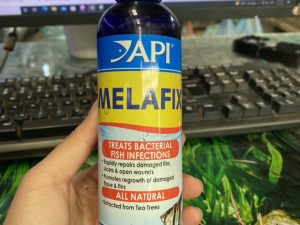 API
MELAFIX
TREATS BACTERIAL
FISH INFECTIONS
• Rapidly repairs damaged fins,
ulcers & open wounds
• Promotes regrowth of damaged
tissue & fins
ALL NATURAL
• Extracted from Tea Trees